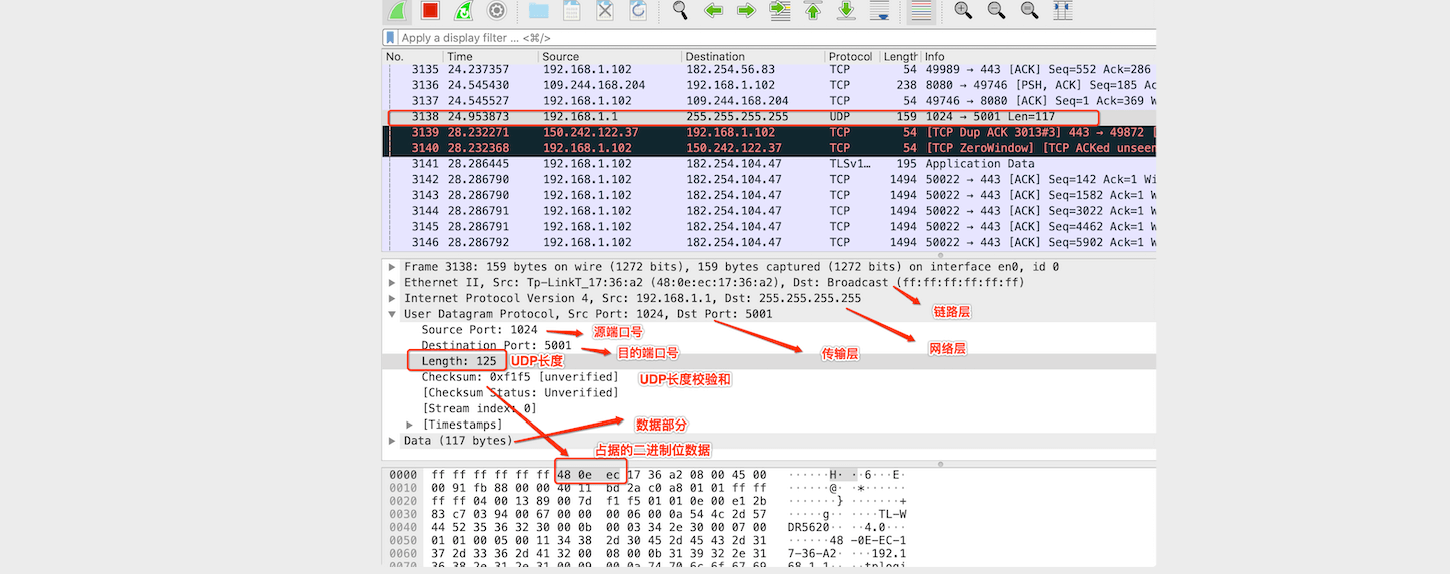 Apply a display filter ... <⌘/>
No. Time Source Destination Protocol Length Info
3135 24.237357 192.168.1.102 182.254.56.83 TCP 54 49989 → 443 [ACK] Seq=552 Ack=286
3136 24.545430 109.244.168.204 192.168.1.102 TCP 238 8080 → 49746 [PSH, ACK] Seq=185 Ac
3137 24.545527 192.168.1.102 109.244.168.204 TCP 54 49746 → 8080 [ACK] Seq=1 Ack=369 W
3138 24.953873 192.168.1.1 255.255.255.255 UDP 159 1024 → 5001 Len=117
3139 28.232271 150.242.122.37 192.168.1.102 TCP 54 [TCP Dup ACK 3013#3] 443 → 49872 [
3140 28.232368 192.168.1.102 150.242.122.37 TCP 54 [TCP ZeroWindow] [TCP ACKed unseen
3141 28.286445 192.168.1.102 182.254.104.47 TLSv1… 195 Application Data
3142 28.286790 192.168.1.102 182.254.104.47 TCP 1494 50022 → 443 [ACK] Seq=142 Ack=1 Wi
3143 28.286790 192.168.1.102 182.254.104.47 TCP 1494 50022 → 443 [ACK] Seq=1582 Ack=1 W
3144 28.286791 192.168.1.102 182.254.104.47 TCP 1494 50022 → 443 [ACK] Seq=3022 Ack=1 W
3145 28.286791 192.168.1.102 182.254.104.47 TCP 1494 50022 → 443 [ACK] Seq=4462 Ack=1 W
3146 28.286792 192.168.1.102 182.254.104.47 TCP 1494 50022 → 443 [ACK] Seq=5902 Ack=1 W
Frame 3138: 159 bytes on wire (1272 bits), 159 bytes captured (1272 bits) on interface en0, id 0
Ethernet II, Src: Tp-LinkT_17:36:a2 (48:0e:ec:17:36:a2), Dst: Broadcast (ff:ff:ff:ff:ff:ff)
Internet Protocol Version 4, Src: 192.168.1.1, Dst: 255.255.255.255
链路层
User Datagram Protocol, Src Port: 1024, Dst Port: 5001
Source Port: 1024 源端口号
Destination Port: 5001 目的端口号 传输层 网络层
Length: 125 UDP长度
Checksum: 0xf1f5 [unverified] UDP长度校验和
[Checksum Status: Unverified]
[Stream index: 0]
[Timestamps] 数据部分
Data (117 bytes)
占据的二进制位数据
0000 ff ff ff ff ff ff 48 0e ec 17 36 a2 08 00 45 00 ······H· ··6···E·
0010 00 91 fb 88 00 00 40 11 bd 2a c0 a8 01 01 ff ff ······@· ·*······
0020 ff ff 04 00 13 89 00 7d f1 f5 01 01 0e 00 e1 2b ·······} ·······+
0030 83 c7 03 94 00 67 00 00 00 06 00 0a 54 4c 2d 57 ·····g·· ····TL-W
0040 44 52 35 36 32 30 00 0b 00 03 34 2e 30 00 07 00 DR5620·· ··4.0···
0050 01 01 00 05 00 11 34 38 2d 30 45 2d 45 43 2d 31 ······48 -0E-EC-1
0060 37 2d 33 36 2d 41 32 00 08 00 0b 31 39 32 2e 31 7-36-A2· ···192.1
0070 36 38 2e 31 2e 31 00 09 00 0a 74 70 6c 6f 67 69 68.1.1·· ··tplogi